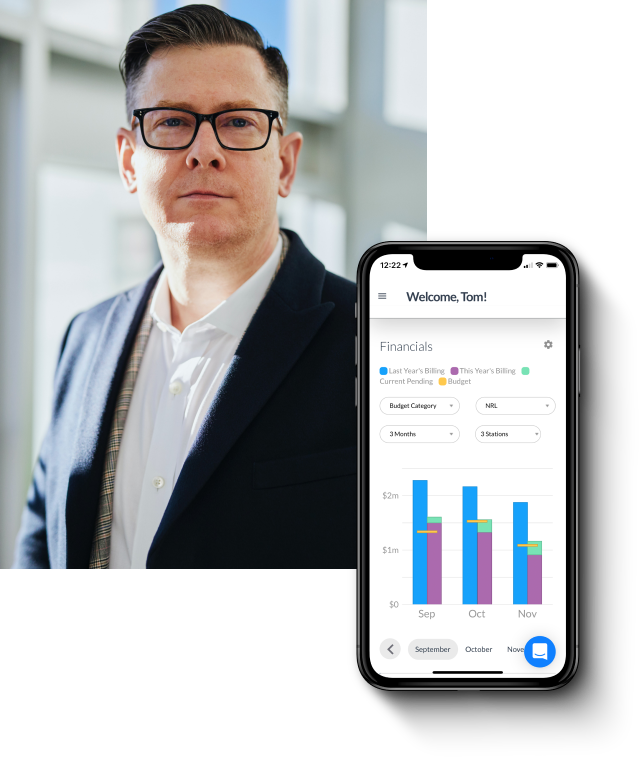 12:22
Welcome, Tom!
Financials
Last Year's Billing This Year's Billing
Current Pending Budget
Budget Category NRL
3 Months 3 Stations
$2m
$1m
$0
Sep Oct Nov
September October Nove